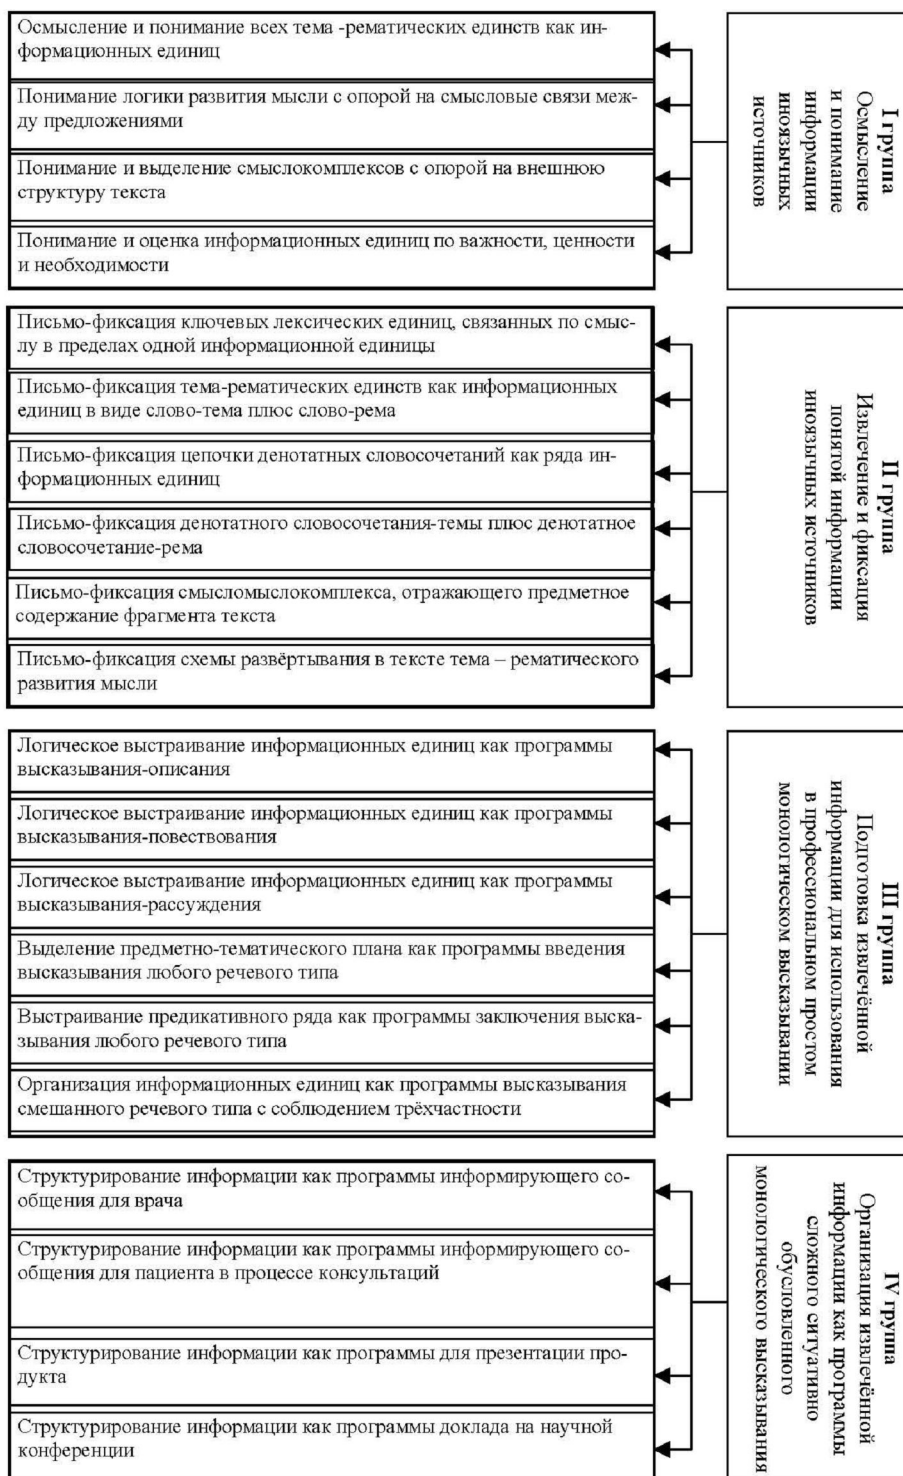 I группа
Осмысление
и понимание
информации
иноязычных
источников
Осмысление и понимание всех тема -рематических единств как ин-
формационных единиц
Понимание логики развития мысли с опорой на смысловые связи меж-
ду предложениями
Понимание и выделение смыслокомплексов с опорой на внешнюю
структуру текста
Понимание и оценка информационных единиц по важности, ценности
и необходимости
II группа
Извлечение и фиксация
понятой информации
иноязычных источников
Письмо-фиксация ключевых лексических единиц, связанных по смыс-
лу в пределах одной информационной единицы
Письмо-фиксация тема-рематических единств как информационных
единиц в виде слово-тема плюс слово-рема
Письмо-фиксация цепочки денотатных словосочетаний как ряда ин-
формационных единиц
Письмо-фиксация денотатного словосочетания-темы плюс денотатное
словосочетание-рема
Письмо-фиксация смысломыслокомплекса, отражающего предметное
содержание фрагмента текста
Письмо-фиксация схемы развёртывания в тексте тема – рематического
развития мысли
III группа
Подготовка извлечённой
информации для использования
в профессиональном простом
монологическом высказывании
Логическое выстраивание информационных единиц как программы
высказывания-описания
Логическое выстраивание информационных единиц как программы
высказывания-повествования
Логическое выстраивание информационных единиц как программы
высказывания-рассуждения
Выделение предметно-тематического плана как программы введения
высказывания любого речевого типа
Выстраивание предикативного ряда как программы заключения выска-
зывания любого речевого типа
Организация информационных единиц как программы высказывания
смешанного речевого типа с соблюдением трёхчастности
IV группа
Организация извлечённой
информации как программы
сложного ситуативно
обусловленного
монологического высказывания
Структурирование информации как программы информирующего со-
общения для врача
Структурирование информации как программы информирующего со-
общения для пациента в процессе консультаций
Структурирование информации как программы для презентации про-
дукта
Структурирование информации как программы доклада на научной
конференции